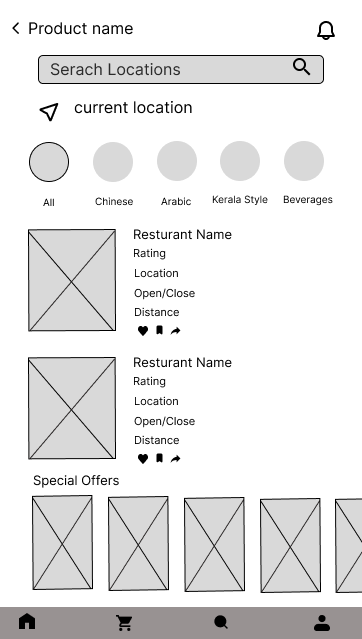 Product name
Serach Locations
current location
All Chinese Arabic Kerala Style Beverages
Resturant Name
Rating
Location
Open/Close
Distance
Resturant Name
Rating
Location
Open/Close
Distance
Special Offers